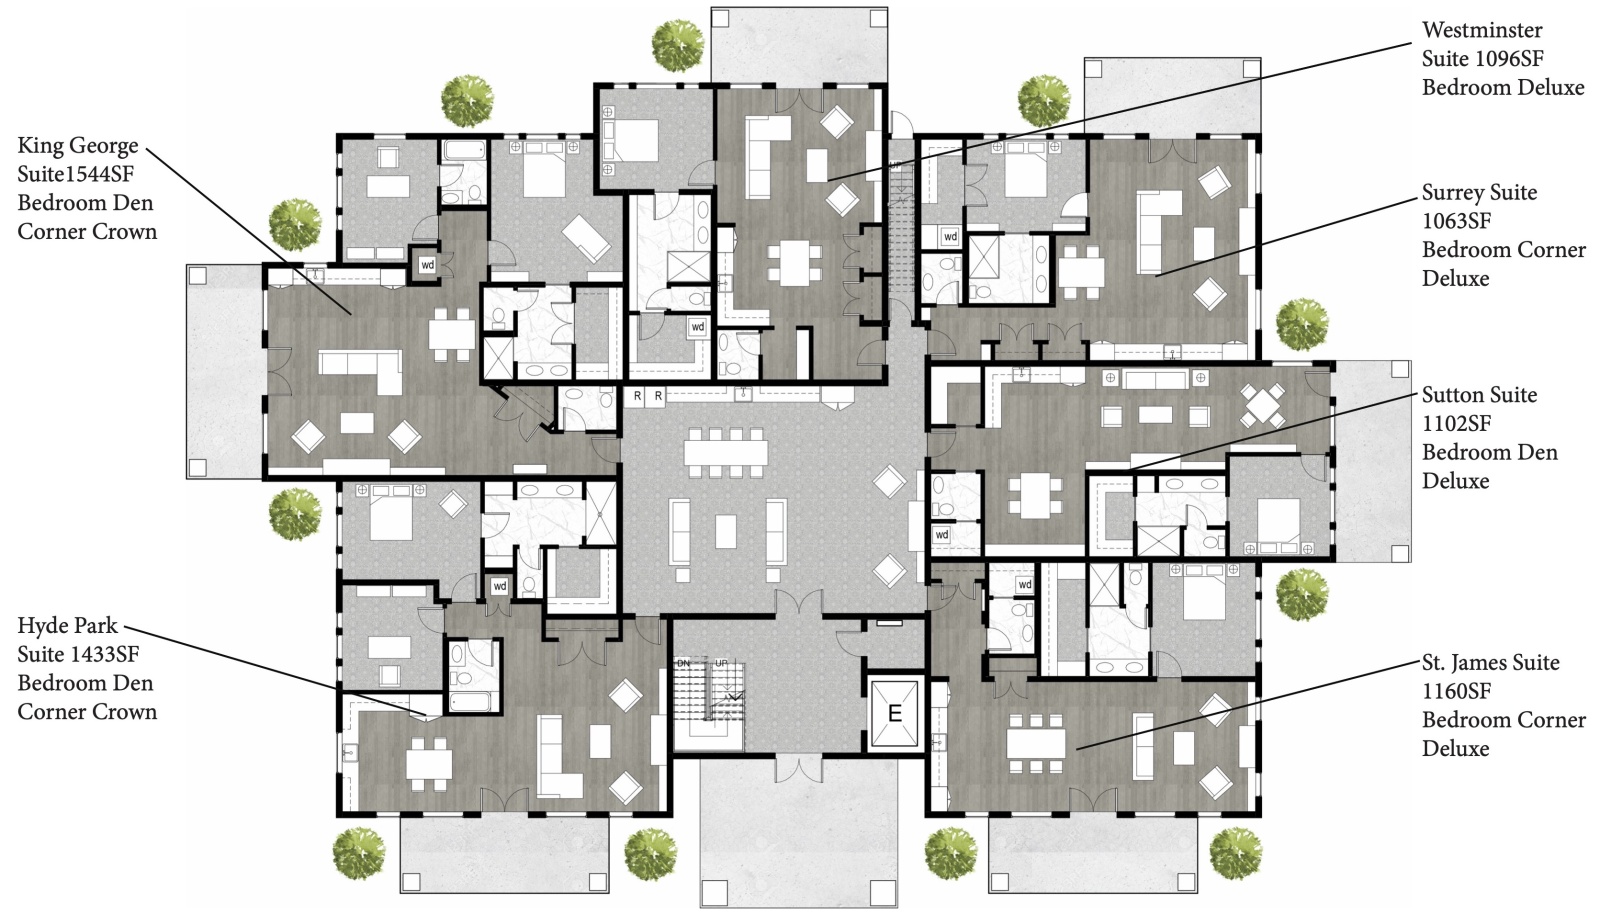 Westminster
Suite 1096SF
Bedroom Deluxe
King George
Suite1544SF
Bedroom Den
Corner Crown
UP
Surrey Suite
1063SF
Bedroom Corner
Deluxe
wd
wd
wd
R R
Sutton Suite
1102SF
Bedroom Den
Deluxe
wd
wd
wd
Hyde Park
Suite 1433SF
Bedroom Den
Corner Crown
DN UP
E
St. James Suite
1160SF
Bedroom Corner
Deluxe